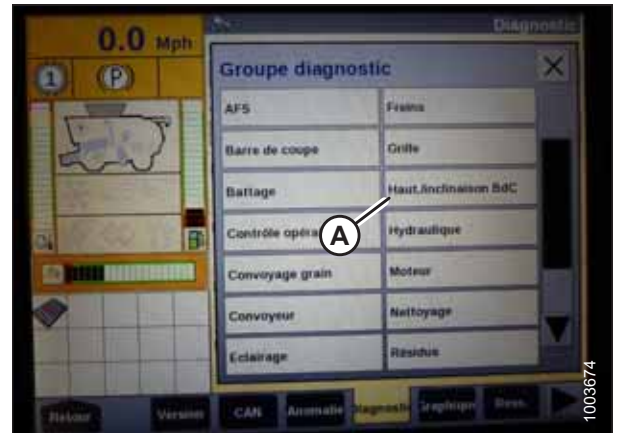 Diagnostic
0.0 Mph
1
(P)
Groupe diagnostic
AFS
Freins
Barre de coupe
Grille
Battage
Haut./inclinaison BdC
Contrôle opéra
A
Hydraulique
Convoyage grain
Moteur
Convoyeur
Nettoyage
Eclairage
Résidus
Retour
Version
CAN
Anomalie
Diagnosti
Graphique
1003674